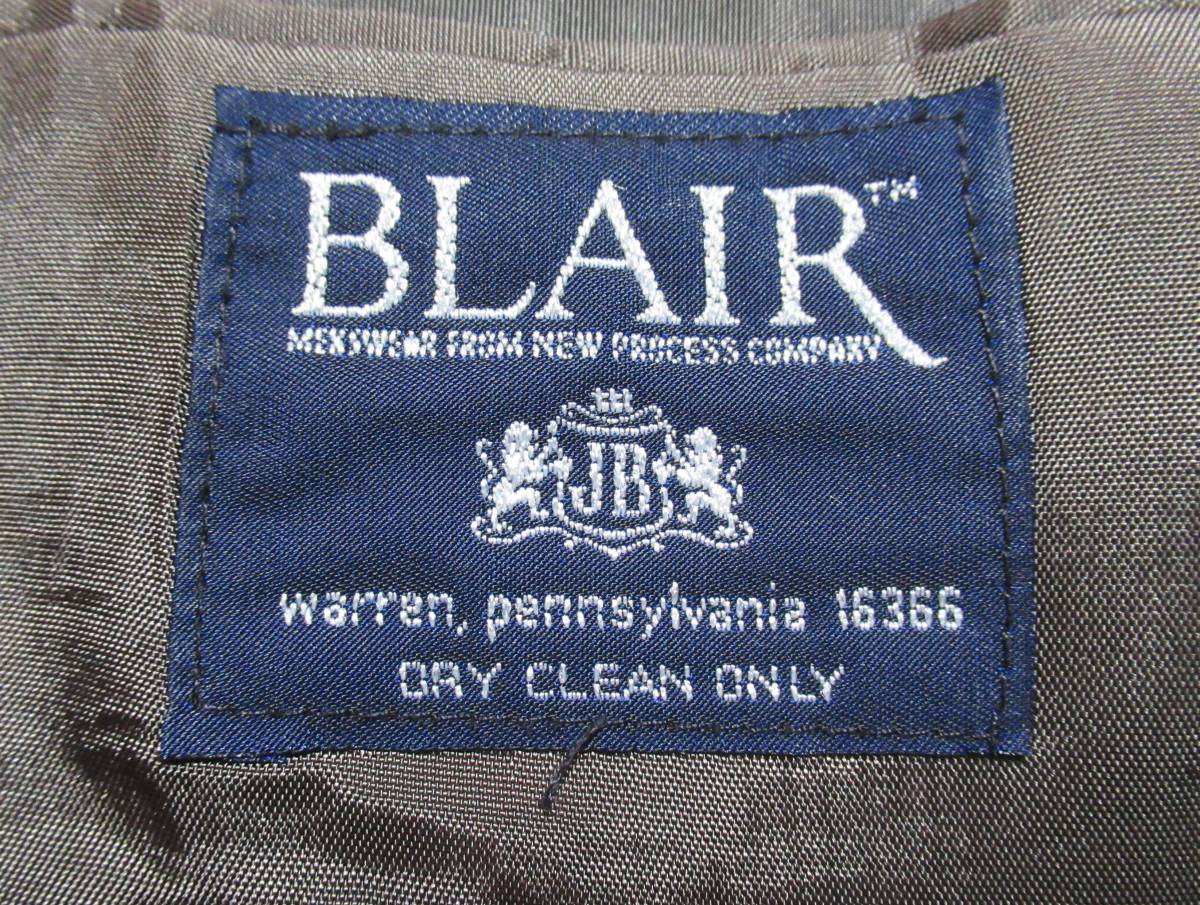 BLAIR™
MENSWEAR FROM NEW PROCESS COMPANY
JB
warren, pennsylvania 16366
DRY CLEAN ONLY